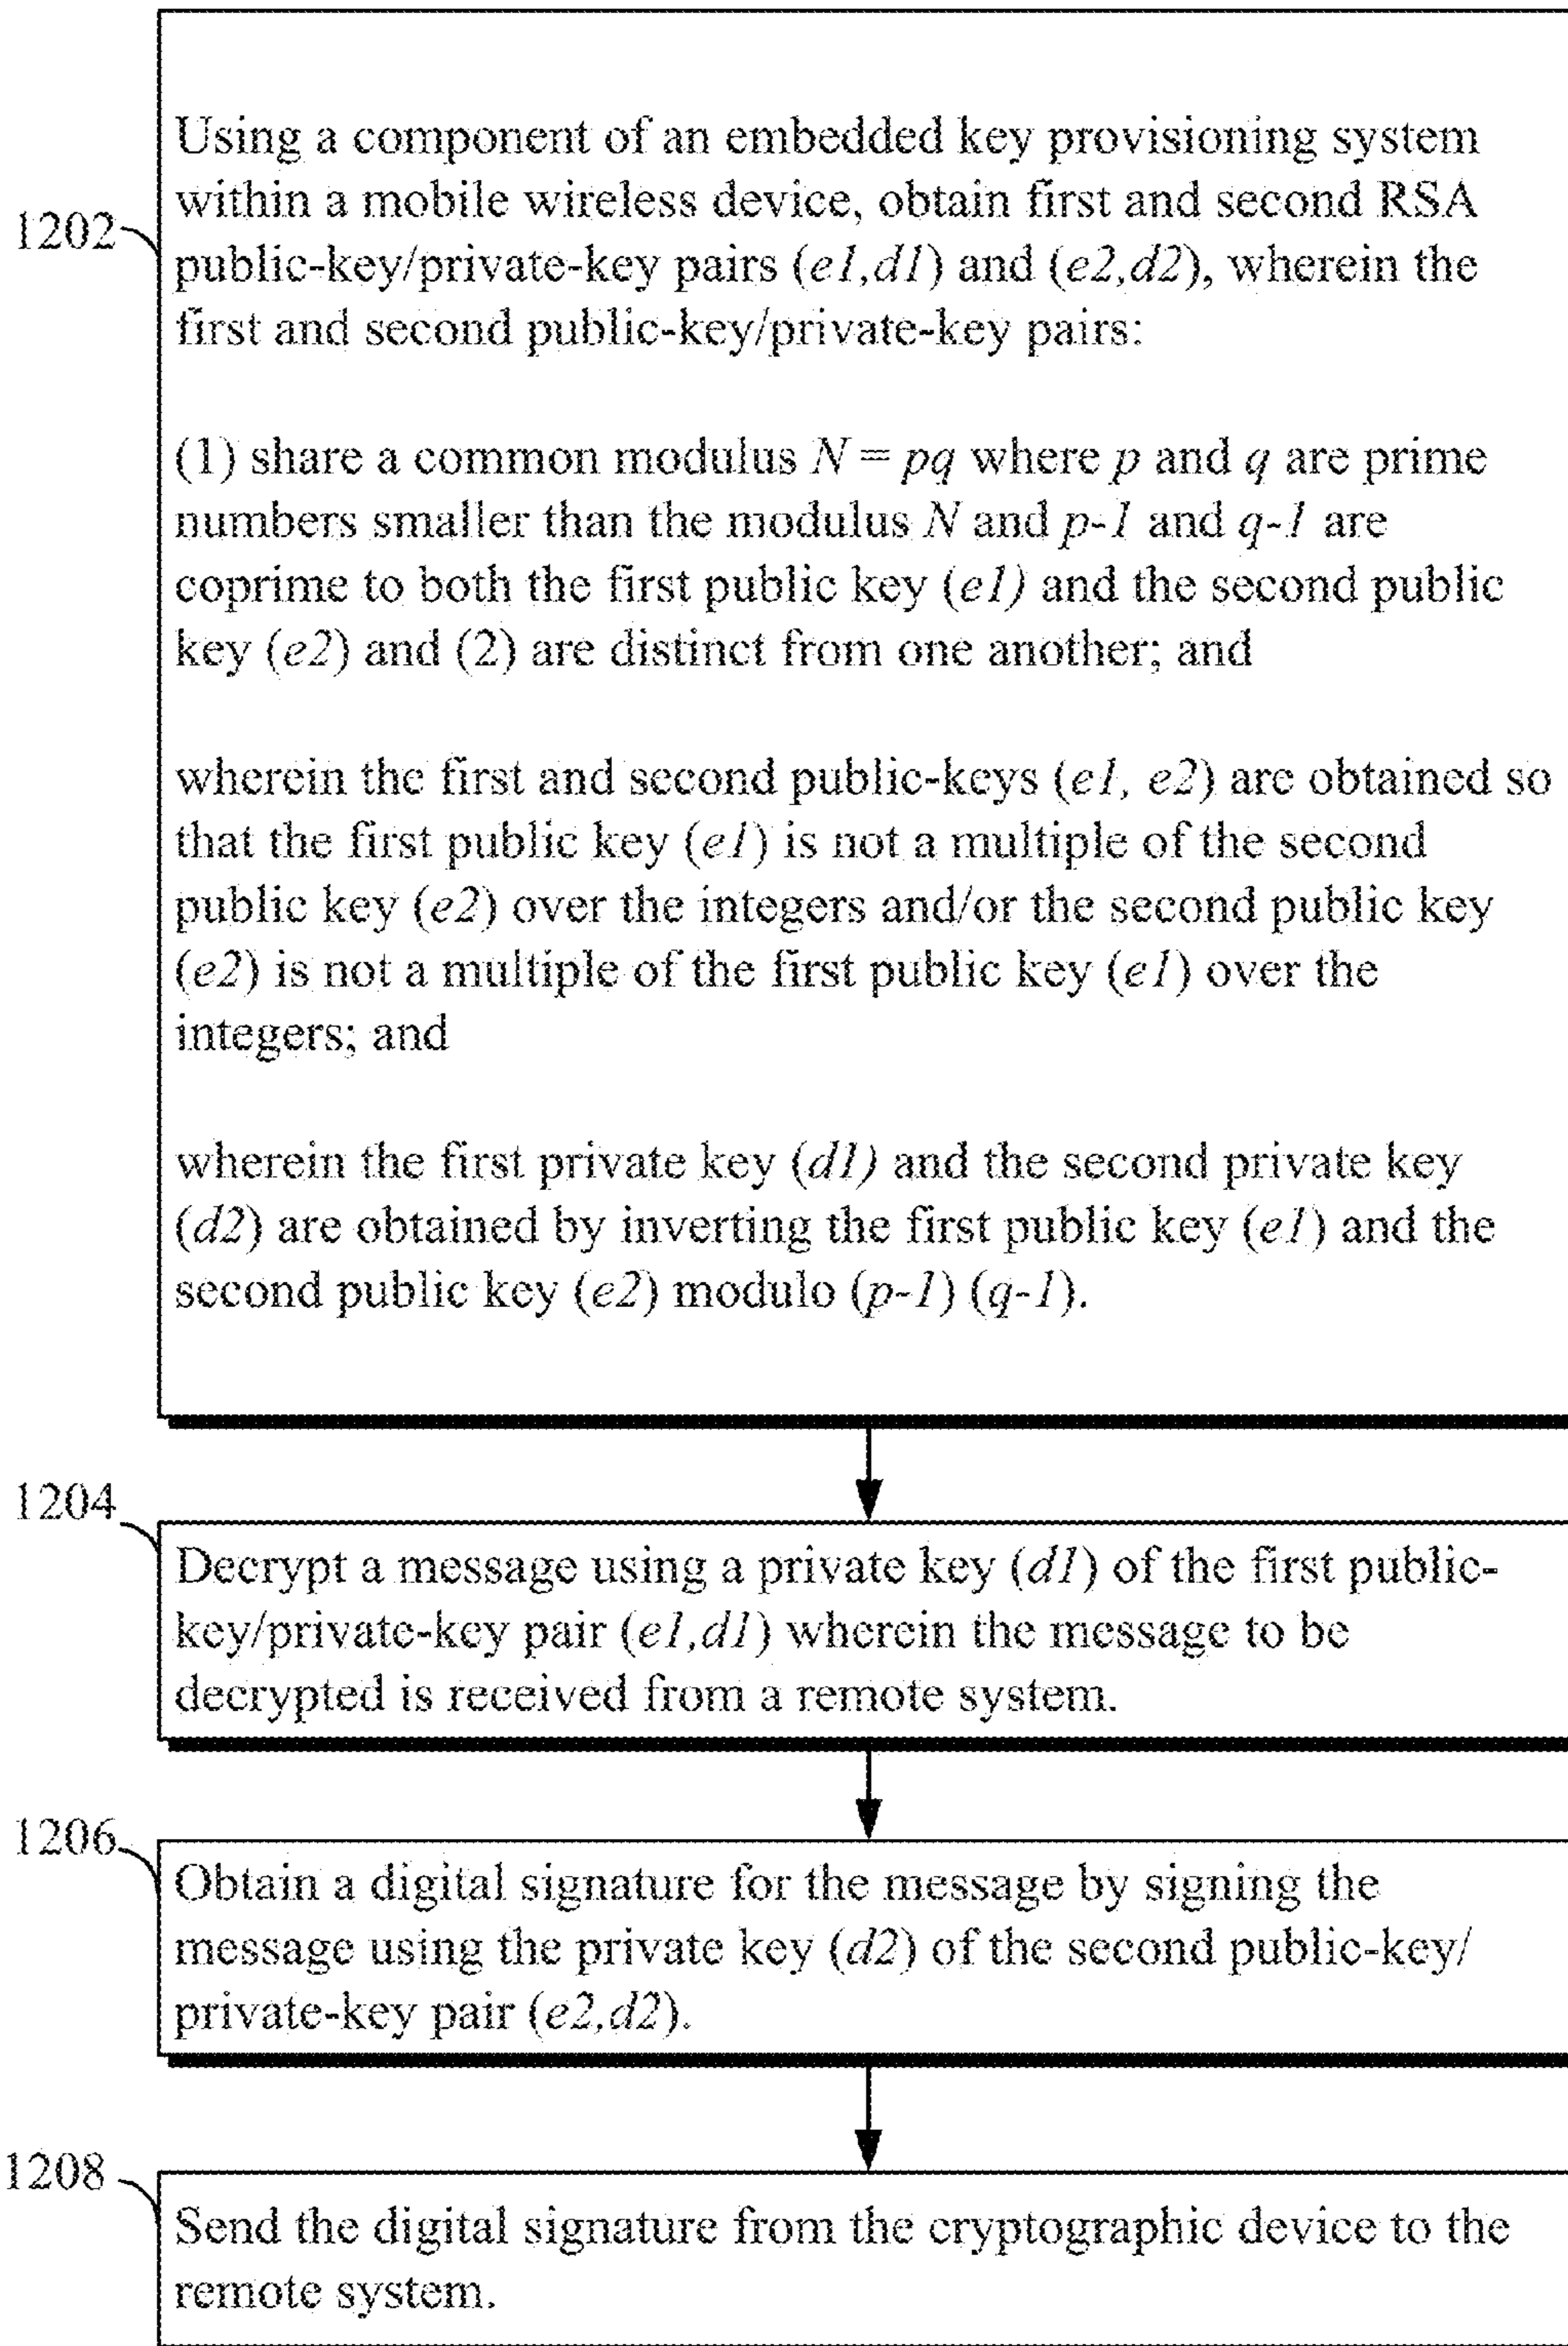 Using a component of an embedded key provisioning system
1202 within a mobile wireless device, obtain first and second RSA
public-key/private-key pairs (e1,d1) and (e2,d2), wherein the
first and second public-key/private-key pairs:
(1) share a common modulus N = pq where p and q are prime
numbers smaller than the modulus N and p-1 and q-1 are
coprime to both the first public key (e1) and the second public
key (e2) and (2) are distinct from one another; and
wherein the first and second public-keys (e1, e2) are obtained so
that the first public key (e1) is not a multiple of the second
public key (e2) over the integers and/or the second public key
(e2) is not a multiple of the first public key (e1) over the
integers; and
wherein the first private key (d1) and the second private key
(d2) are obtained by inverting the first public key (e1) and the
second public key (e2) modulo (p-1) (q-1).
1204
Decrypt a message using a private key (d1) of the first public-
key/private-key pair (e1,d1) wherein the message to be
decrypted is received from a remote system.
1206
Obtain a digital signature for the message by signing the
message using the private key (d2) of the second public-key/
private-key pair (e2,d2).
1208
Send the digital signature from the cryptographic device to the
remote system.